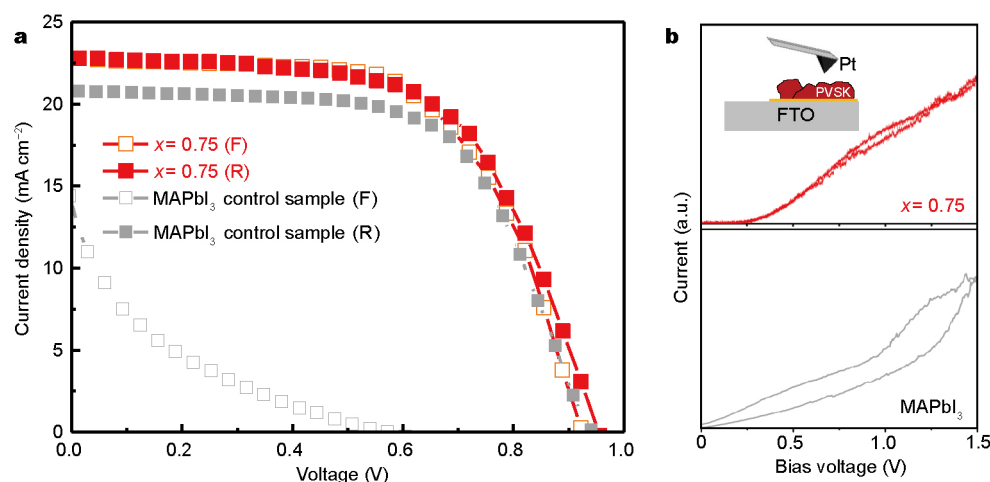 a
25
20
15
10
5
0
Current density (mA cm⁻²)
x = 0.75 (F)
x = 0.75 (R)
MAPbI₃ control sample (F)
MAPbI₃ control sample (R)
0.0 0.2 0.4 0.6 0.8 1.0
Voltage (V)
b
Pt
PVSK
FTO
x = 0.75
Current (a.u.)
MAPbI₃
0 0.5 1.0 1.5
Bias voltage (V)